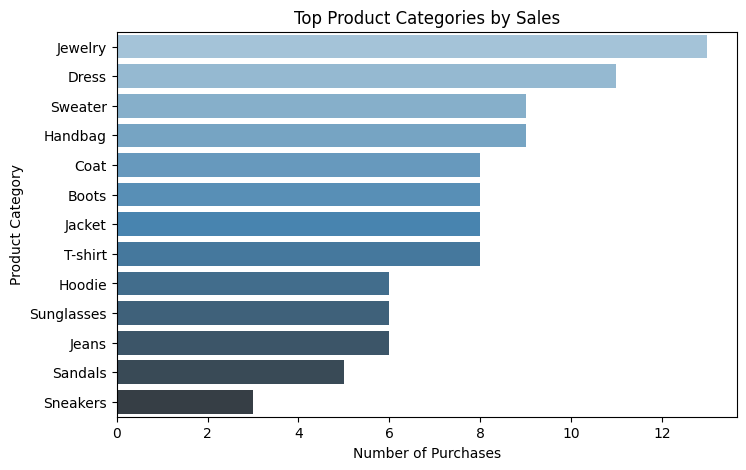 Top Product Categories by Sales
Product Category
Jewelry
Dress
Sweater
Handbag
Coat
Boots
Jacket
T-shirt
Hoodie
Sunglasses
Jeans
Sandals
Sneakers
0 2 4 6 8 10 12
Number of Purchases